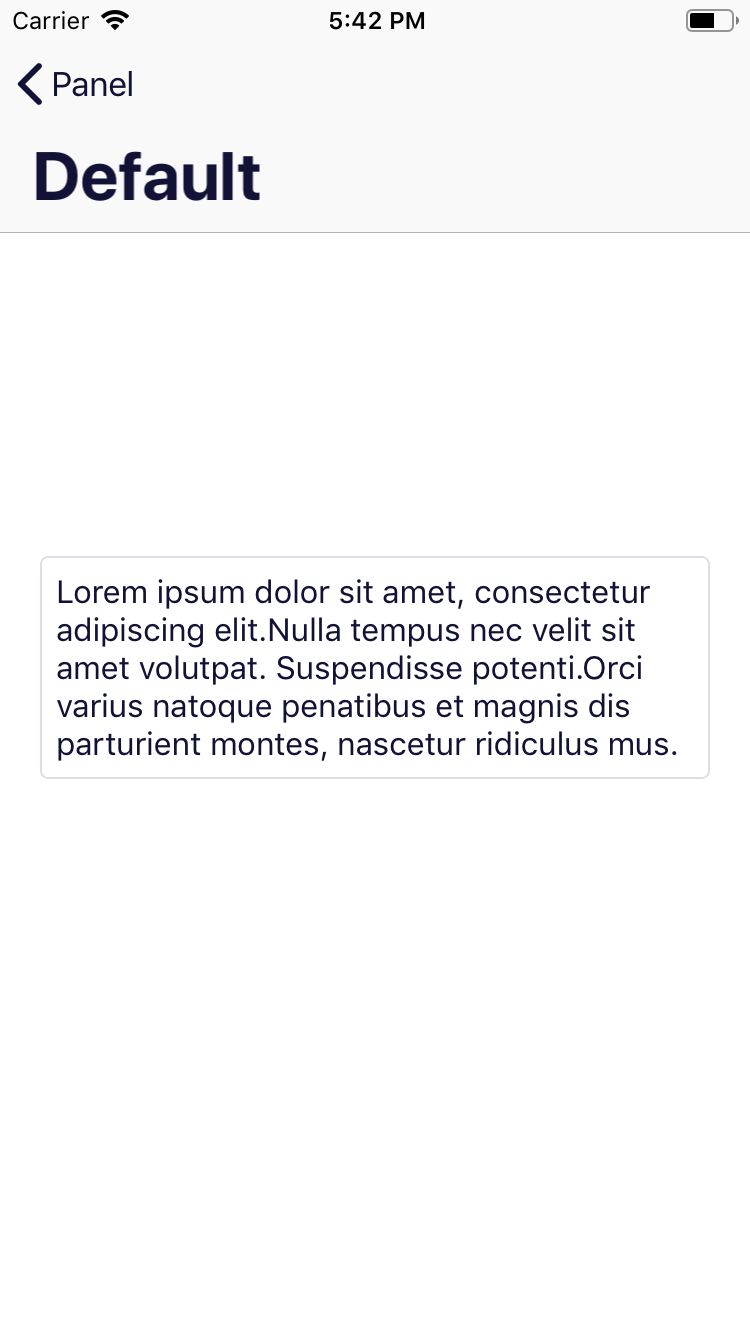 Carrier 5:42 PM
Panel
Default
Lorem ipsum dolor sit amet, consectetur
adipiscing elit.Nulla tempus nec velit sit
amet volutpat. Suspendisse potenti.Orci
varius natoque penatibus et magnis dis
parturient montes, nascetur ridiculus mus.